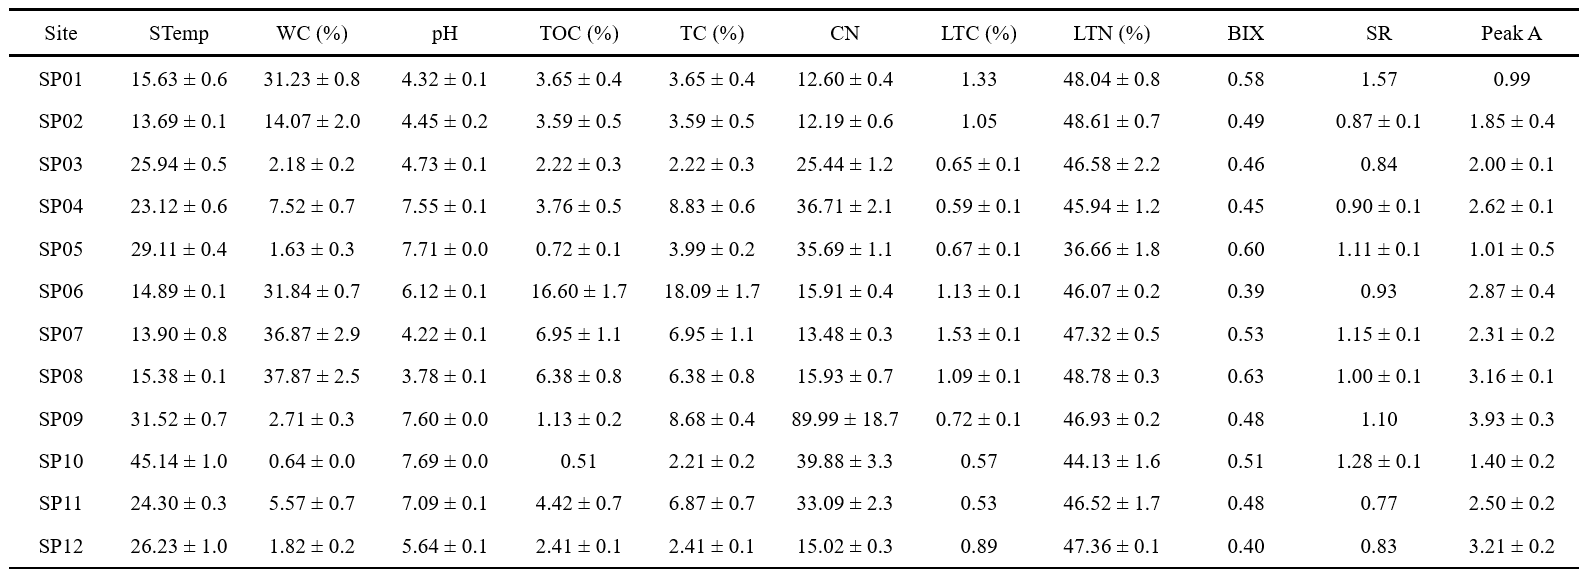 Site STemp WC (%) pH TOC (%) TC (%) CN LTC (%) LTN (%) BIX SR Peak A
SP01 15.63 ± 0.6 31.23 ± 0.8 4.32 ± 0.1 3.65 ± 0.4 3.65 ± 0.4 12.60 ± 0.4 1.33 48.04 ± 0.8 0.58 1.57 0.99
SP02 13.69 ± 0.1 14.07 ± 2.0 4.45 ± 0.2 3.59 ± 0.5 3.59 ± 0.5 12.19 ± 0.6 1.05 48.61 ± 0.7 0.49 0.87 ± 0.1 1.85 ± 0.4
SP03 25.94 ± 0.5 2.18 ± 0.2 4.73 ± 0.1 2.22 ± 0.3 2.22 ± 0.3 25.44 ± 1.2 0.65 ± 0.1 46.58 ± 2.2 0.46 0.84 2.00 ± 0.1
SP04 23.12 ± 0.6 7.52 ± 0.7 7.55 ± 0.1 3.76 ± 0.5 8.83 ± 0.6 36.71 ± 2.1 0.59 ± 0.1 45.94 ± 1.2 0.45 0.90 ± 0.1 2.62 ± 0.1
SP05 29.11 ± 0.4 1.63 ± 0.3 7.71 ± 0.0 0.72 ± 0.1 3.99 ± 0.2 35.69 ± 1.1 0.67 ± 0.1 36.66 ± 1.8 0.60 1.11 ± 0.1 1.01 ± 0.5
SP06 14.89 ± 0.1 31.84 ± 0.7 6.12 ± 0.1 16.60 ± 1.7 18.09 ± 1.7 15.91 ± 0.4 1.13 ± 0.1 46.07 ± 0.2 0.39 0.93 2.87 ± 0.4
SP07 13.90 ± 0.8 36.87 ± 2.9 4.22 ± 0.1 6.95 ± 1.1 6.95 ± 1.1 13.48 ± 0.3 1.53 ± 0.1 47.32 ± 0.5 0.53 1.15 ± 0.1 2.31 ± 0.2
SP08 15.38 ± 0.1 37.87 ± 2.5 3.78 ± 0.1 6.38 ± 0.8 6.38 ± 0.8 15.93 ± 0.7 1.09 ± 0.1 48.78 ± 0.3 0.63 1.00 ± 0.1 3.16 ± 0.1
SP09 31.52 ± 0.7 2.71 ± 0.3 7.60 ± 0.0 1.13 ± 0.2 8.68 ± 0.4 89.99 ± 18.7 0.72 ± 0.1 46.93 ± 0.2 0.48 1.10 3.93 ± 0.3
SP10 45.14 ± 1.0 0.64 ± 0.0 7.69 ± 0.0 0.51 2.21 ± 0.2 39.88 ± 3.3 0.57 44.13 ± 1.6 0.51 1.28 ± 0.1 1.40 ± 0.2
SP11 24.30 ± 0.3 5.57 ± 0.7 7.09 ± 0.1 4.42 ± 0.7 6.87 ± 0.7 33.09 ± 2.3 0.53 46.52 ± 1.7 0.48 0.77 2.50 ± 0.2
SP12 26.23 ± 1.0 1.82 ± 0.2 5.64 ± 0.1 2.41 ± 0.1 2.41 ± 0.1 15.02 ± 0.3 0.89 47.36 ± 0.1 0.40 0.83 3.21 ± 0.2